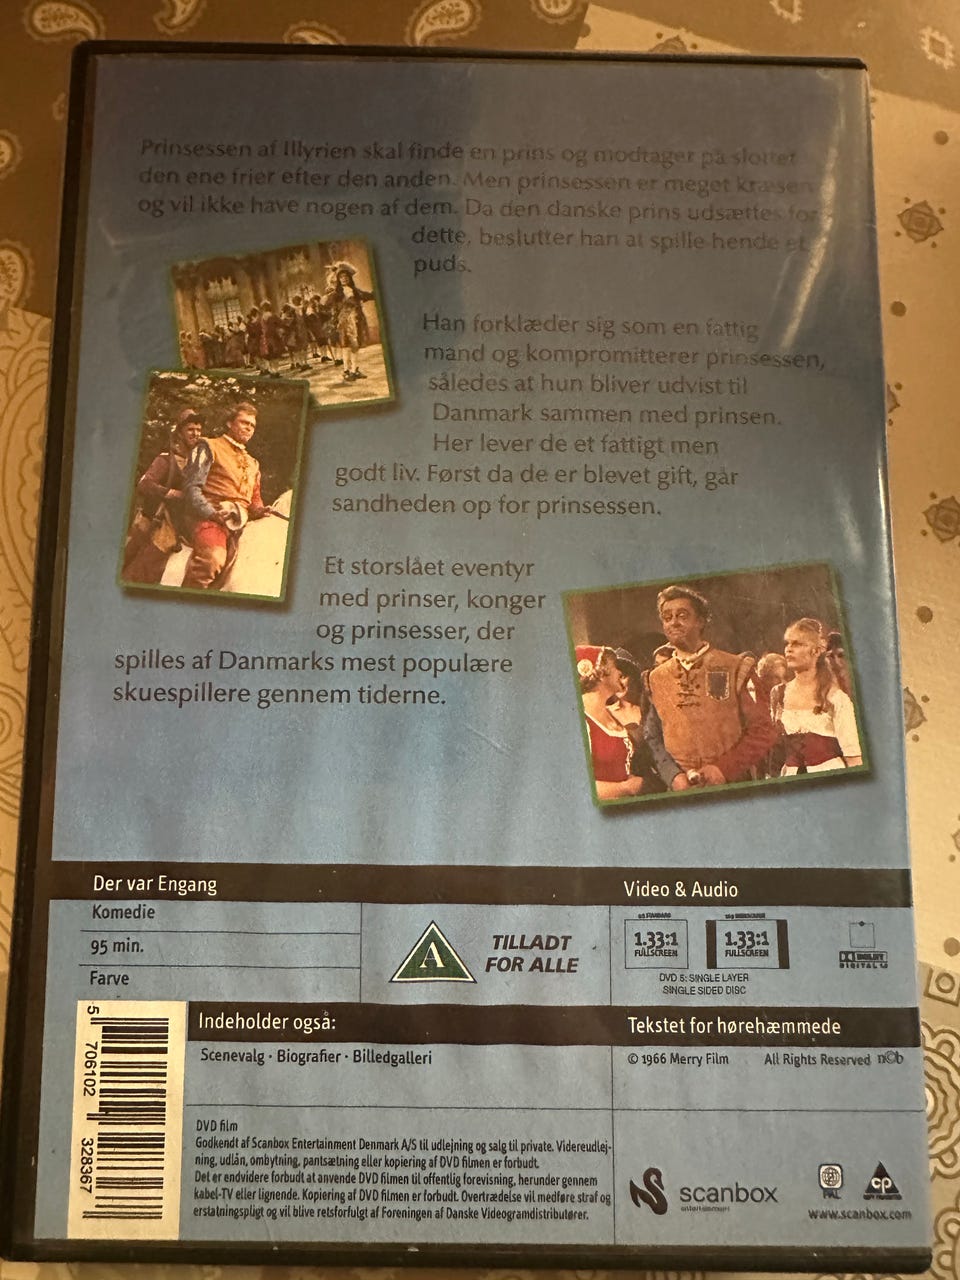 Prinsessen af Illyrien skal finde en prins og modtager på slottet
den ene frier efter den anden. Men prinsessen er meget kræsen
og vil ikke have nogen af dem. Da den danske prins udsættes for
dette, beslutter han at spille hende et
puds.
Han forklæder sig som en fattig
mand og kompromitterer prinsessen,
således at hun bliver udvist til
Danmark sammen med prinsen.
Her lever de et fattigt men
godt liv. Først da de er blevet gift, går
sandheden op for prinsessen.
Et storslået eventyr
med prinser, konger
og prinsesser, der
spilles af Danmarks mest populære
skuespillere gennem tiderne.
Der var Engang
Komedie
95 min.
Farve
A
TILLADT
FOR ALLE
Video & Audio
1.33:1
FULLSCREEN
1.33:1
FULLSCREEN
DVD 5: SINGLE LAYER
SINGLE SIDED DISC
DOLBY
DIGITAL
Indeholder også:
Scenevalg · Biografier · Billedgalleri
Tekstet for hørehæmmede
© 1966 Merry Film All Rights Reserved n©b
DVD film
Godkendt af Scanbox Entertainment Denmark A/S til udlejning og salg til private. Videreudlej-
ning, udlån, ombytning, pantsætning eller kopiering af DVD filmen er forbudt.
Det er endvidere forbudt at anvende DVD filmen til offentlig forevisning, herunder gennem
kabel-TV eller lignende. Kopiering af DVD filmen er forbudt. Overtrædelse vil medføre straf og
erstatningspligt og vil blive retsforfulgt af Foreningen af Danske Videogramdistributører.
scanbox
entertainment
PAL
cp
www.scanbox.com
5 706102 328367